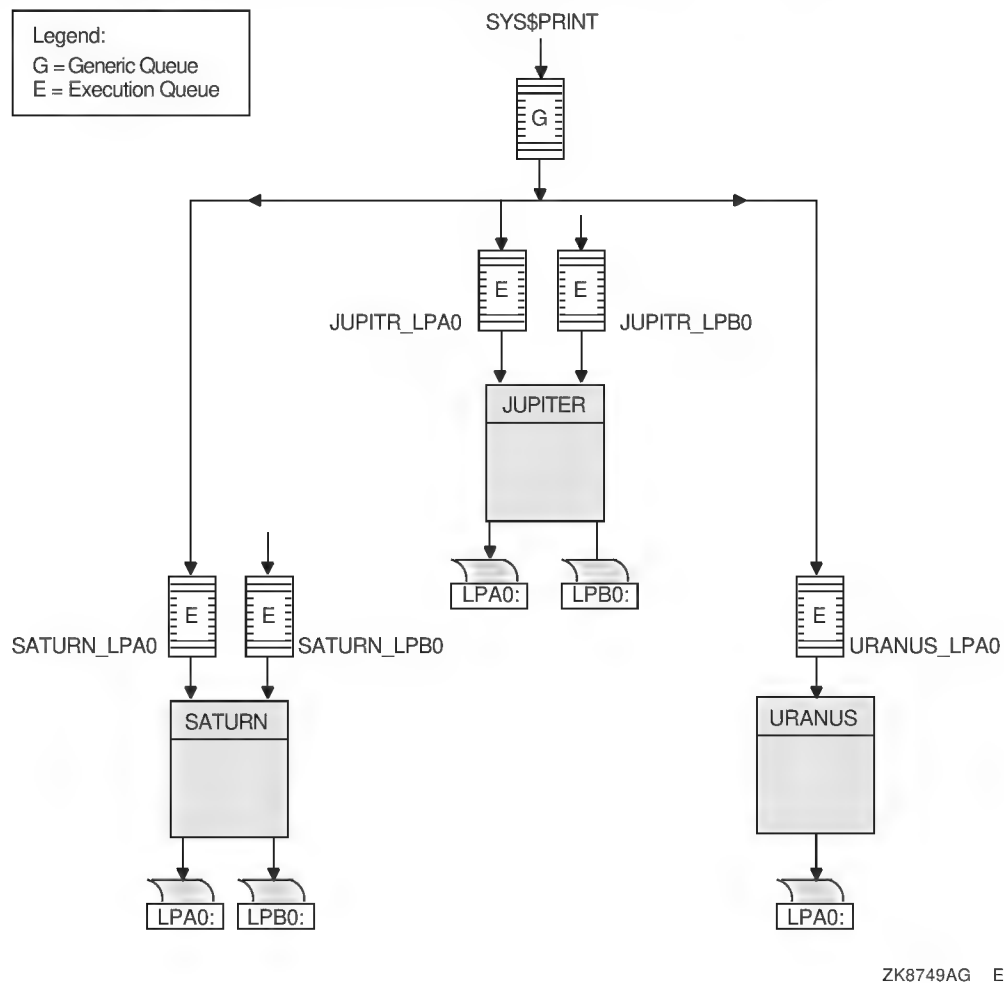 Legend:
G = Generic Queue
E = Execution Queue
SYS$PRINT
G
E
E
JUPITR_LPA0
JUPITR_LPB0
JUPITER
LPA0:
LPB0:
E
E
E
SATURN_LPA0
SATURN_LPB0
URANUS_LPA0
SATURN
URANUS
LPA0:
LPB0:
LPA0:
ZK8749AG E